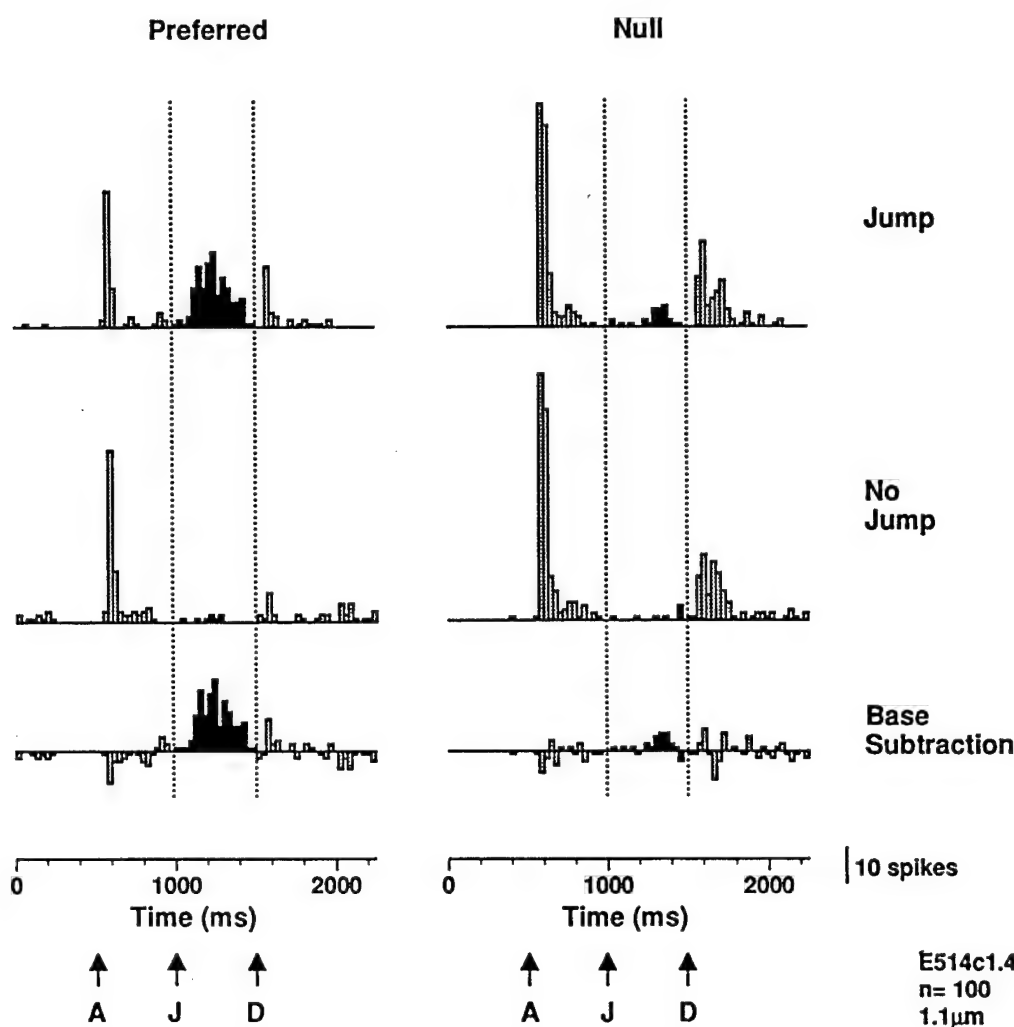 Preferred
Null
Jump
No
Jump
Base
Subtraction
0 1000 2000
Time (ms)
0 1000 2000
Time (ms)
10 spikes
A J D
A J D
E514c1.4
n= 100
1.1μm